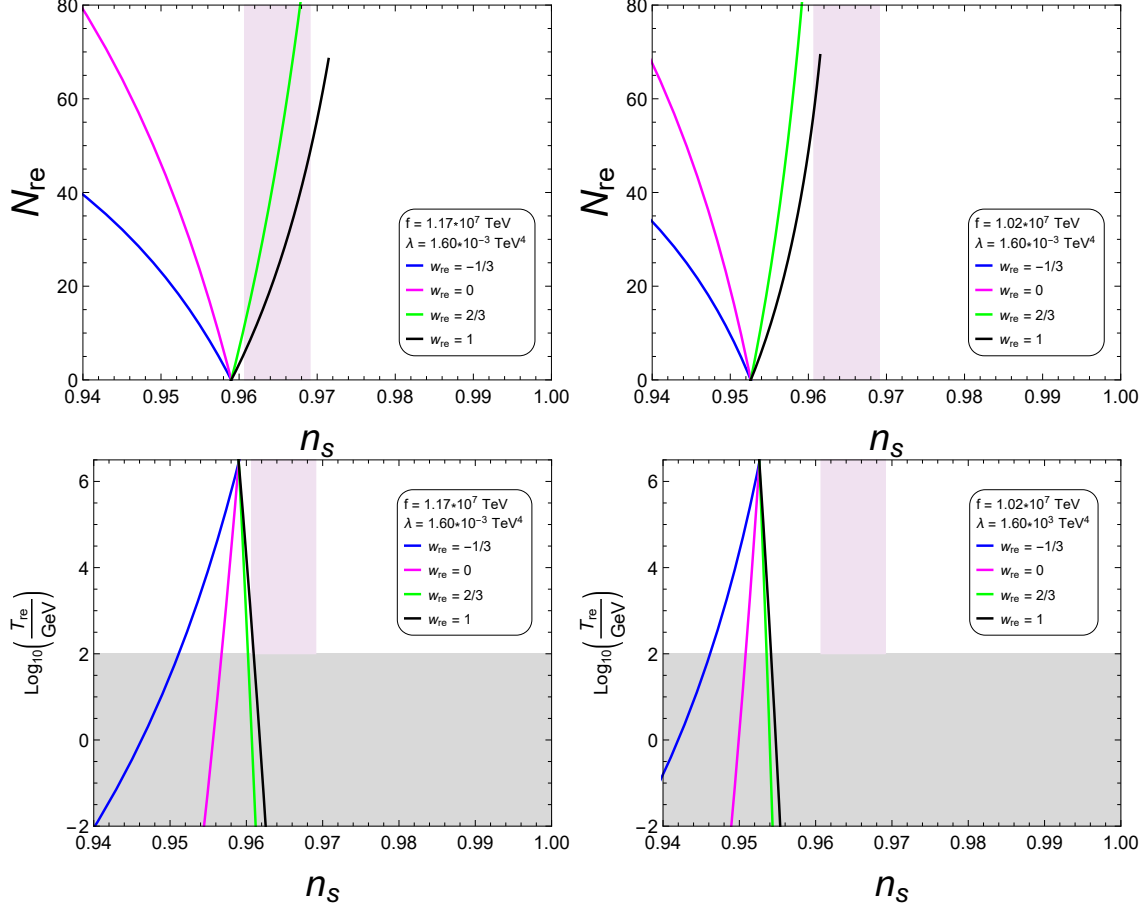 80
60
40
20
0
N_re
0.94 0.95 0.96 0.97 0.98 0.99 1.00
n_s
f = 1.17*10^7 TeV
λ = 1.60*10^-3 TeV^4
w_re = -1/3
w_re = 0
w_re = 2/3
w_re = 1
80
60
40
20
0
N_re
0.94 0.95 0.96 0.97 0.98 0.99 1.00
n_s
f = 1.02*10^7 TeV
λ = 1.60*10^-3 TeV^4
w_re = -1/3
w_re = 0
w_re = 2/3
w_re = 1
6
4
2
0
-2
Log_10(T_re/GeV)
0.94 0.95 0.96 0.97 0.98 0.99 1.00
n_s
f = 1.17*10^7 TeV
λ = 1.60*10^-3 TeV^4
w_re = -1/3
w_re = 0
w_re = 2/3
w_re = 1
6
4
2
0
-2
Log_10(T_re/GeV)
0.94 0.95 0.96 0.97 0.98 0.99 1.00
n_s
f = 1.02*10^7 TeV
λ = 1.60*10^3 TeV^4
w_re = -1/3
w_re = 0
w_re = 2/3
w_re = 1